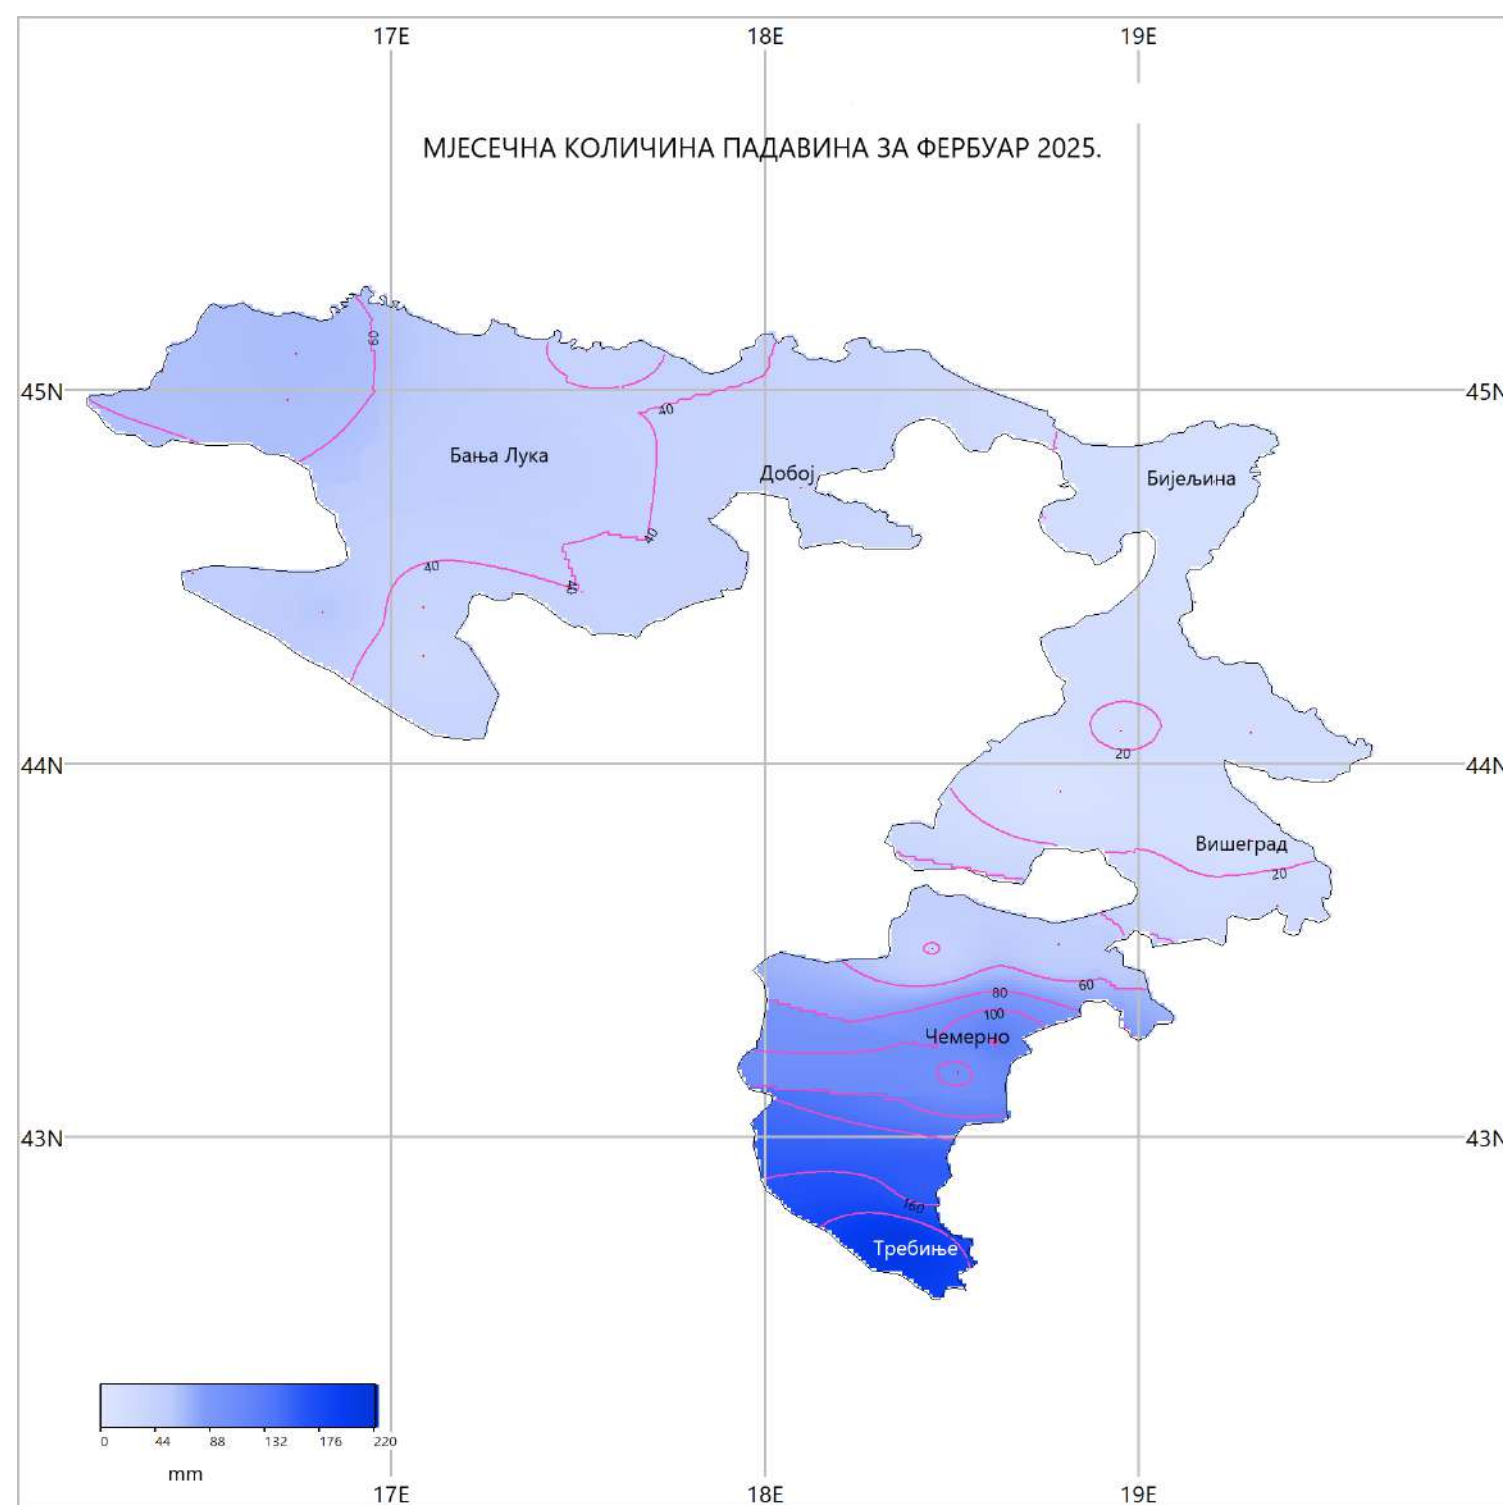 17E 18E 19E
МЈЕСЕЧНА КОЛИЧИНА ПАДАВИНА ЗА ФЕРБУАР 2025.
60
45N 45N
40
Бања Лука
Добој
Бијељина
40
40
40
20
44N 44N
Вишеград
20
60
80
100
Чемерно
43N 43N
160
Требиње
0 44 88 132 176 220
mm
17E 18E 19E